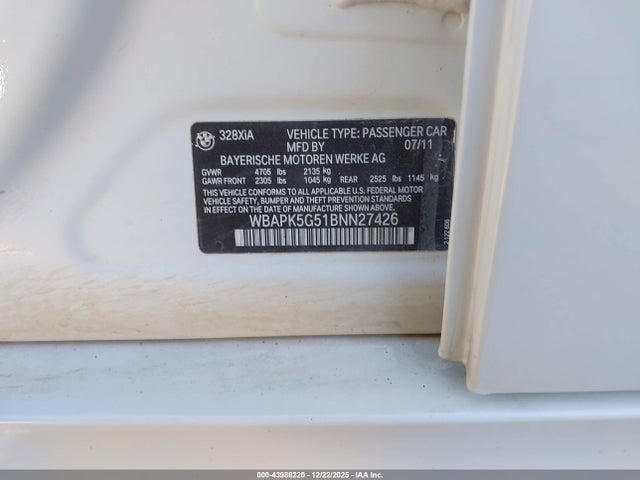 328XIA VEHICLE TYPE: PASSENGER CAR
MFD BY 07/11
BAYERISCHE MOTOREN WERKE AG
GVWR 4705 lbs 2135 kg
GAWR FRONT 2305 lbs 1045 kg REAR 2525 lbs 1145 kg
THIS VEHICLE CONFORMS TO ALL APPLICABLE U.S. FEDERAL MOTOR
VEHICLE SAFETY, BUMPER AND THEFT PREVENTION STANDARDS
IN EFFECT ON THE DATE OF MANUFACTURE SHOWN ABOVE.
WBAPK5G51BNN27426
000-43988220 - 12/22/2025 - IAAI.COM